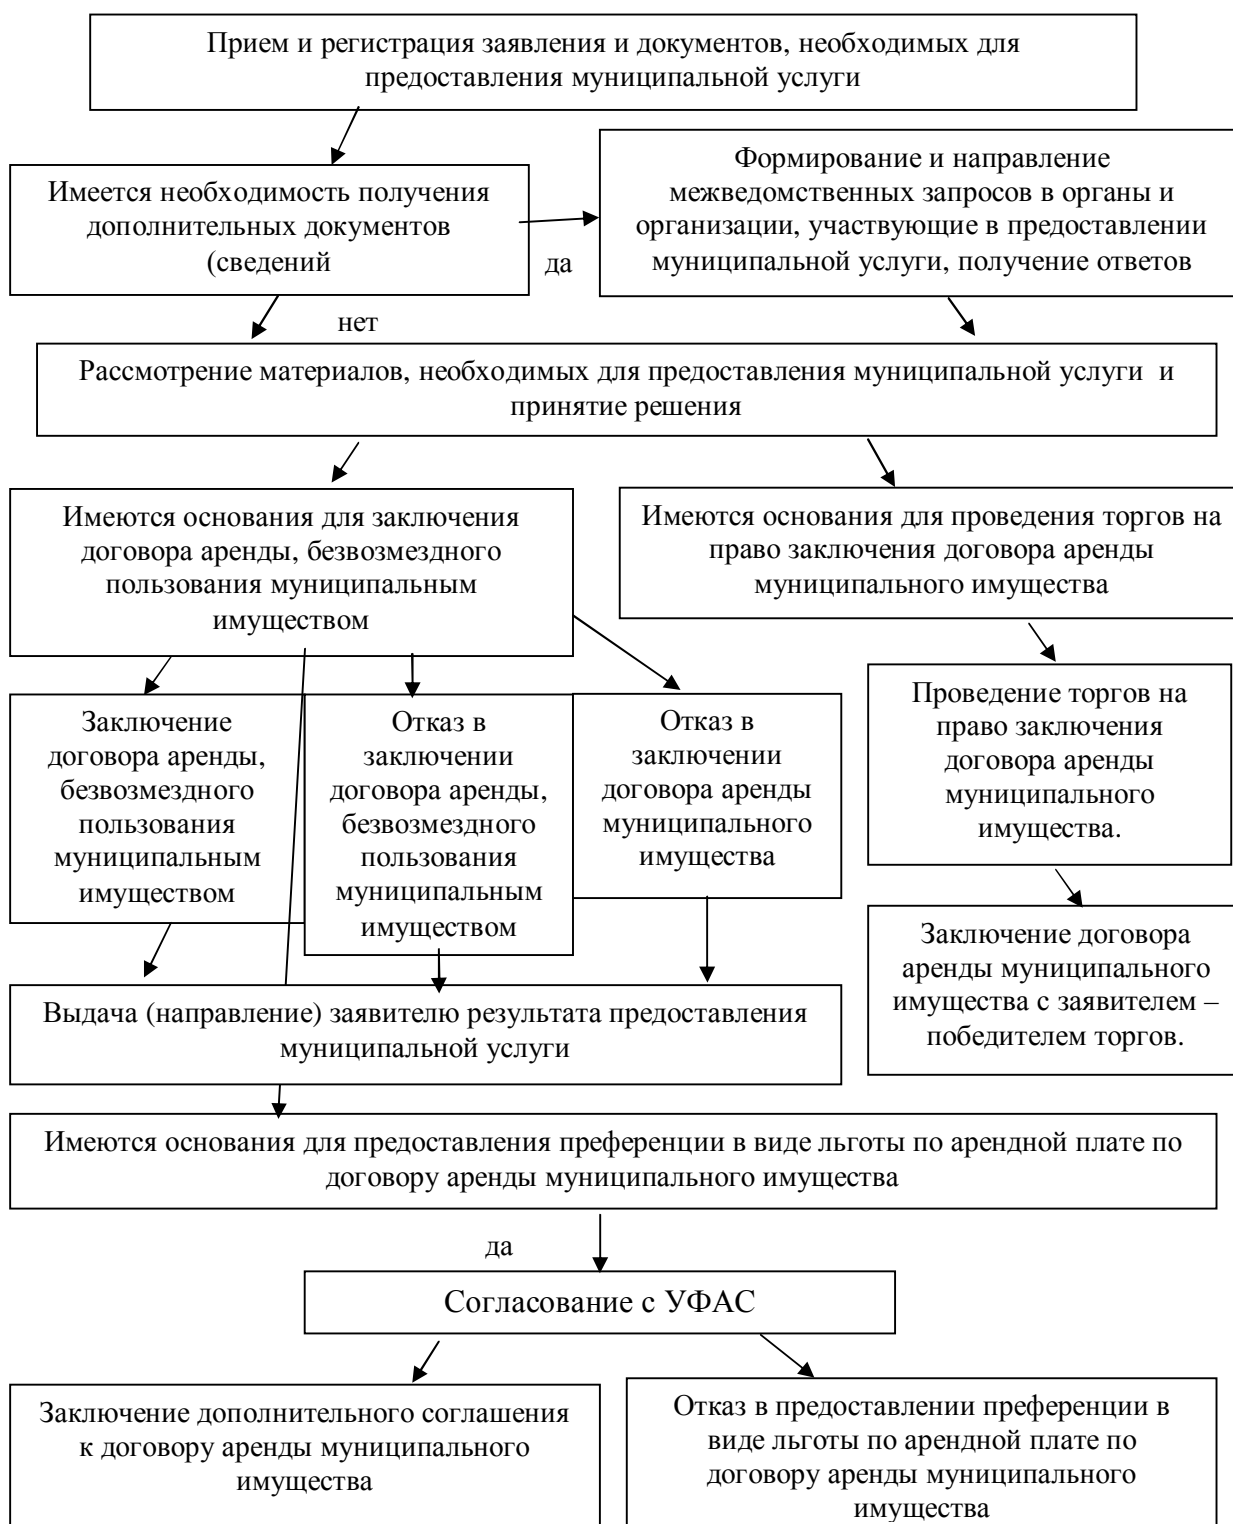 Прием и регистрация заявления и документов, необходимых для
предоставления муниципальной услуги
Имеется необходимость получения
дополнительных документов
(сведений
да
Формирование и направление
межведомственных запросов в органы и
организации, участвующие в предоставлении
муниципальной услуги, получение ответов
нет
Рассмотрение материалов, необходимых для предоставления муниципальной услуги и
принятие решения
Имеются основания для заключения
договора аренды, безвозмездного
пользования муниципальным
имуществом
Имеются основания для проведения торгов на
право заключения договора аренды
муниципального имущества
Заключение
договора аренды,
безвозмездного
пользования
муниципальным
имуществом
Отказ в
заключении
договора аренды,
безвозмездного
пользования
муниципальным
имуществом
Отказ в
заключении
договора аренды
муниципального
имущества
Проведение торгов на
право заключения
договора аренды
муниципального
имущества.
Заключение договора
аренды муниципального
имущества с заявителем –
победителем торгов.
Выдача (направление) заявителю результата предоставления
муниципальной услуги
Имеются основания для предоставления преференции в виде льготы по арендной плате по
договору аренды муниципального имущества
да
Согласование с УФАС
Заключение дополнительного соглашения
к договору аренды муниципального
имущества
Отказ в предоставлении преференции в
виде льготы по арендной плате по
договору аренды муниципального
имущества